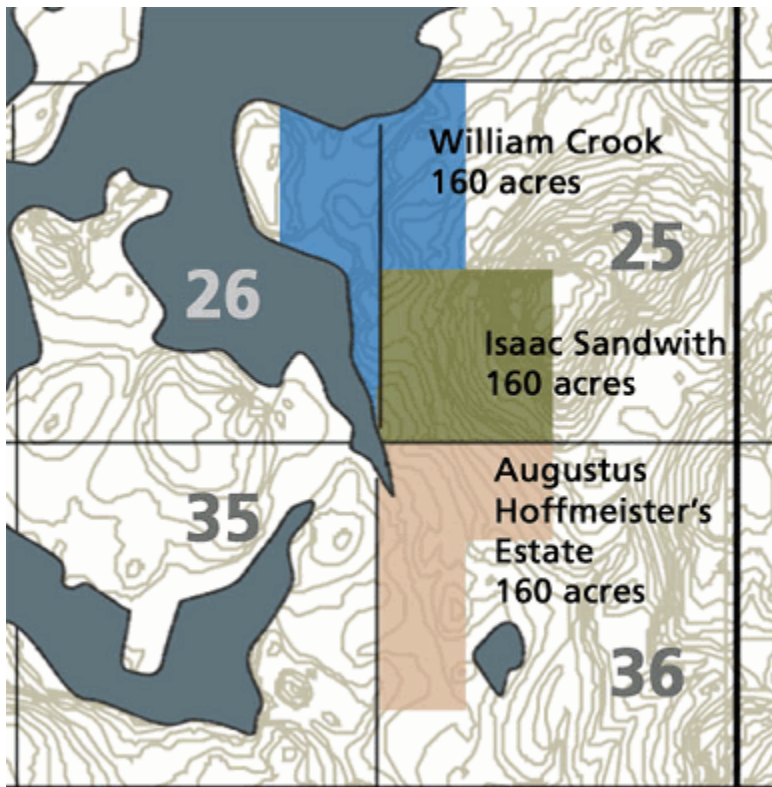 William Crook
160 acres
25
26
Isaac Sandwith
160 acres
Augustus
Hoffmeister's
Estate
160 acres
35
36